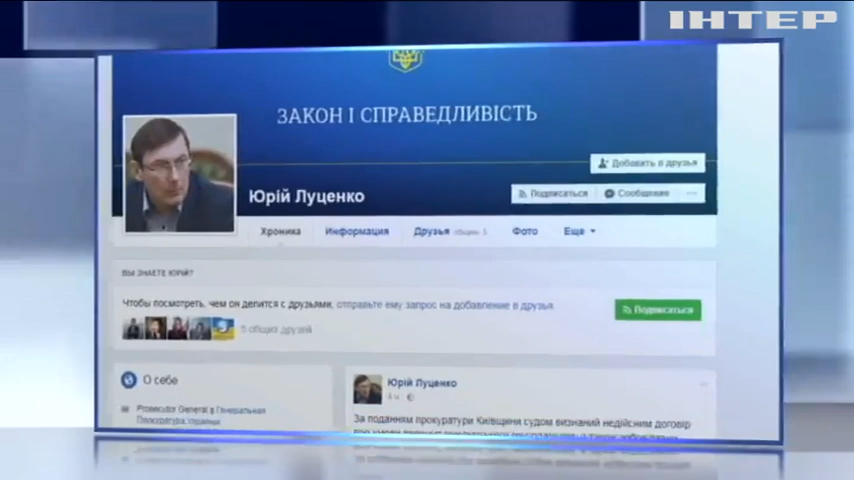 ІНТЕР
ЗАКОН І СПРАВЕДЛИВІСТЬ
Добавить в друзья
Юрій Луценко
Подписаться
Сообщение
Хроника Информация Друзья Фото Еще
ВЫ ЗНАЕТЕ ЮРІЙ?
Чтобы посмотреть, чем он делится с друзьями, отправьте ему запрос на добавление в друзья.
Подписаться
5 общих друзей
О себе
Prosecutor General в Генеральная
Прокуратура
Юрій Луценко
За поданням прокуратури Київщини судом визнаний недійсним договір